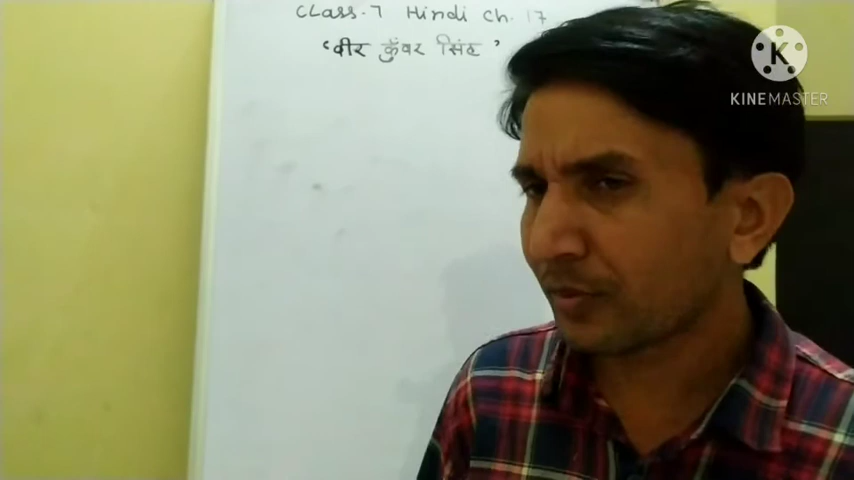 CLass-7 Hindi Ch. 17
'वीर कुँवर सिंह'
K
KINEMASTER